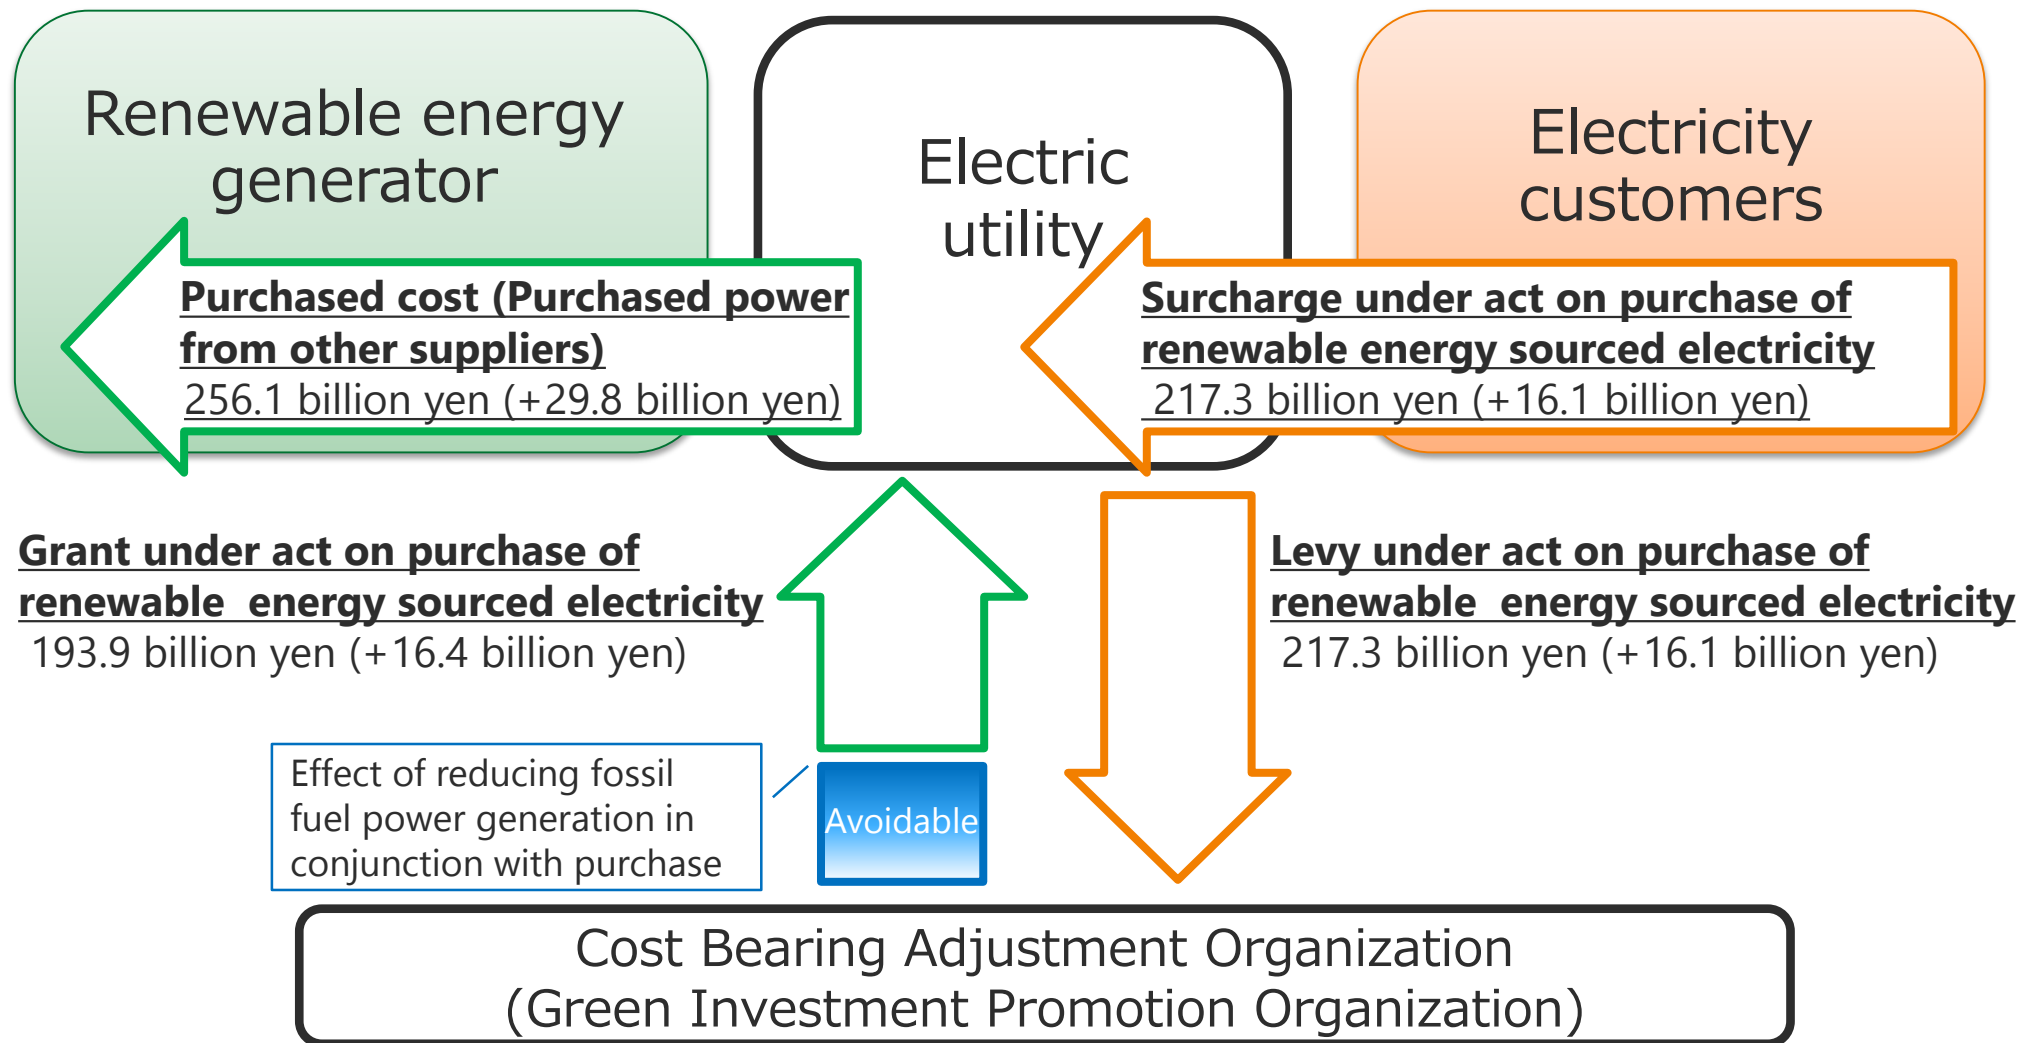 Renewable energy
generator
Electric
utility
Electricity
customers
Purchased cost (Purchased power
from other suppliers)
256.1 billion yen (+29.8 billion yen)
Surcharge under act on purchase of
renewable energy sourced electricity
217.3 billion yen (+16.1 billion yen)
Grant under act on purchase of
renewable energy sourced electricity
193.9 billion yen (+16.4 billion yen)
Levy under act on purchase of
renewable energy sourced electricity
217.3 billion yen (+16.1 billion yen)
Effect of reducing fossil
fuel power generation in
conjunction with purchase
Avoidable
Cost Bearing Adjustment Organization
(Green Investment Promotion Organization)